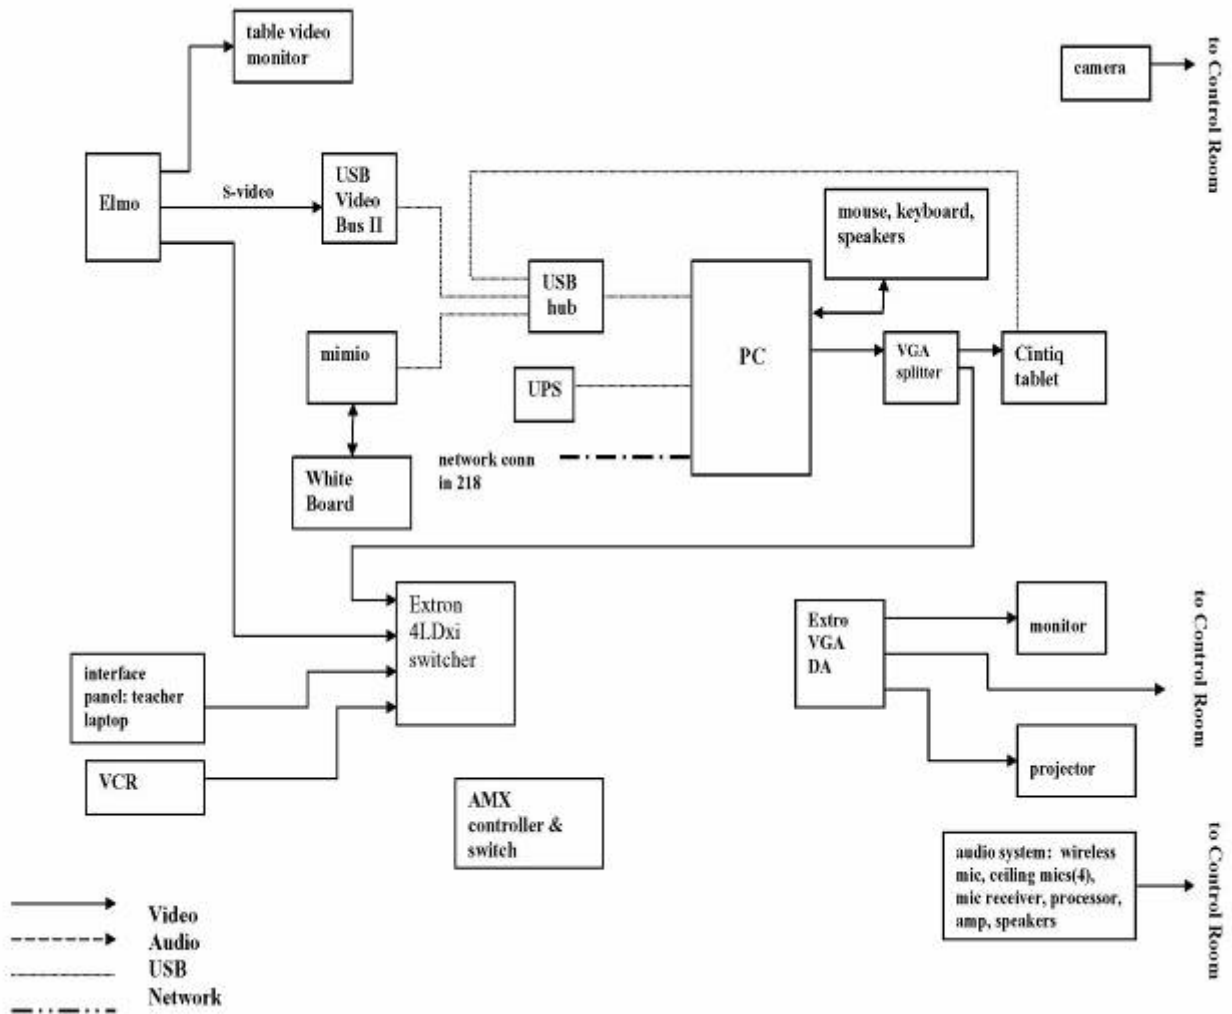 table video
monitor
camera
to Control Room
Elmo
S-video
USB
Video
Bus II
mouse, keyboard,
speakers
USB
hub
mimio
PC
VGA
splitter
Cintiq
tablet
UPS
network conn
in 218
White
Board
Extron
4LDxi
switcher
Extro
VGA
DA
monitor
to Control Room
interface
panel: teacher
laptop
VCR
projector
AMX
controller &
switch
audio system: wireless
mic, ceiling mics(4),
mic receiver, processor,
amp, speakers
to Control Room
Video
Audio
USB
Network